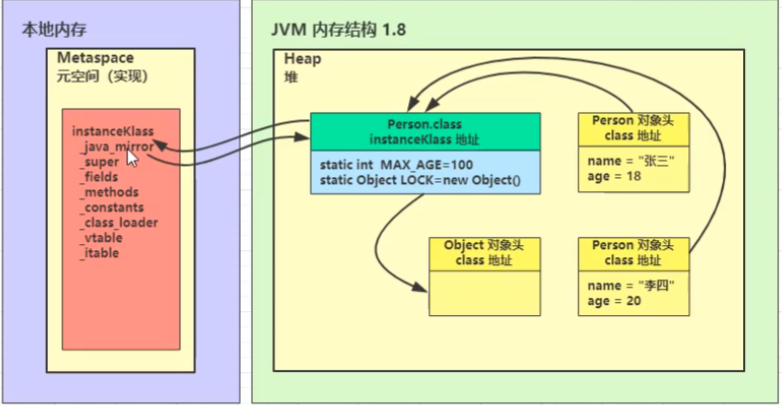 本地内存
Metaspace
元空间（实现）
instanceKlass
_java_mirror
_super
_fields
_methods
_constants
_class_loader
_vtable
_itable
JVM 内存结构 1.8
Heap
堆
Person.class
instanceKlass 地址
static int MAX_AGE=100
static Object LOCK=new Object()
Person 对象头
class 地址
name = "张三"
age = 18
Object 对象头
class 地址
Person 对象头
class 地址
name = "李四"
age = 20